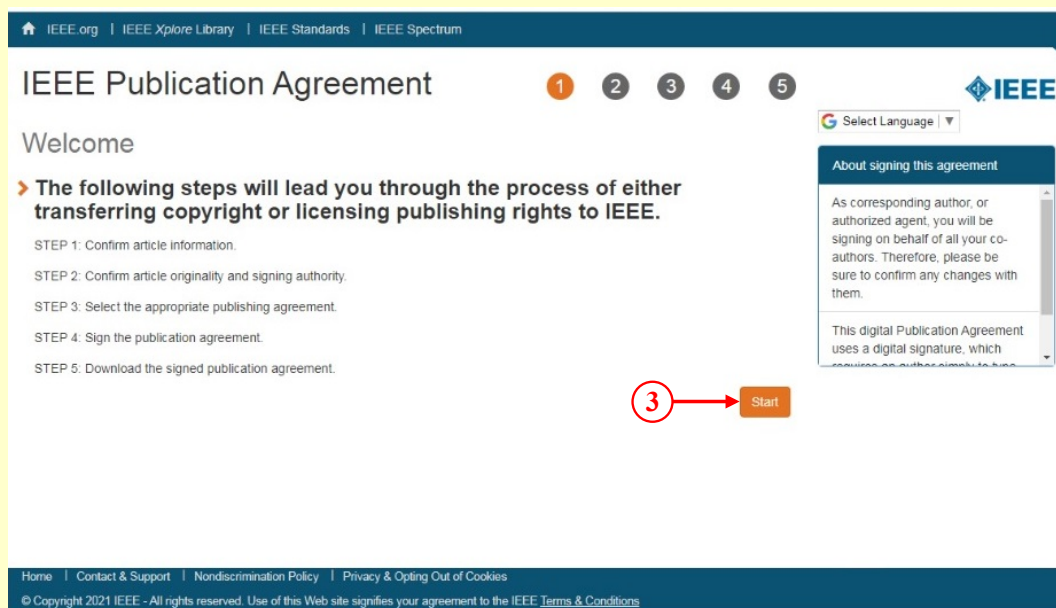 IEEE.org | IEEE Xplore Library | IEEE Standards | IEEE Spectrum
IEEE Publication Agreement
1 2 3 4 5
IEEE
Select Language ▼
Welcome
The following steps will lead you through the process of either
transferring copyright or licensing publishing rights to IEEE.
STEP 1: Confirm article information.
STEP 2: Confirm article originality and signing authority.
STEP 3: Select the appropriate publishing agreement.
STEP 4: Sign the publication agreement.
STEP 5: Download the signed publication agreement.
3
Start
About signing this agreement
As corresponding author, or
authorized agent, you will be
signing on behalf of all your co-
authors. Therefore, please be
sure to confirm any changes with
them.
This digital Publication Agreement
uses a digital signature, which
requires an author simply to type
Home | Contact & Support | Nondiscrimination Policy | Privacy & Opting Out of Cookies
© Copyright 2021 IEEE - All rights reserved. Use of this Web site signifies your agreement to the IEEE Terms & Conditions